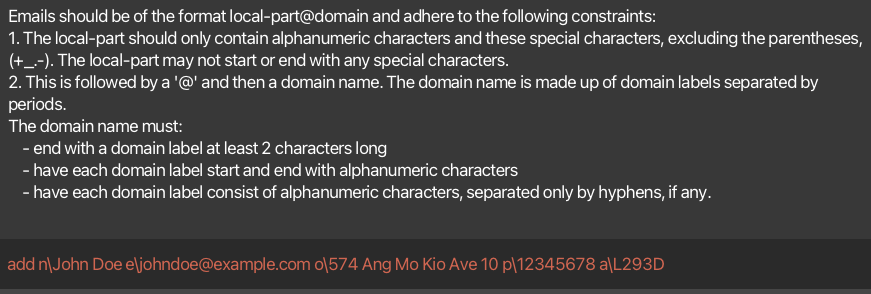 Emails should be of the format local-part@domain and adhere to the following constraints:
1. The local-part should only contain alphanumeric characters and these special characters, excluding the parentheses,
(+_.-). The local-part may not start or end with any special characters.
2. This is followed by a '@' and then a domain name. The domain name is made up of domain labels separated by
periods.
The domain name must:
- end with a domain label at least 2 characters long
- have each domain label start and end with alphanumeric characters
- have each domain label consist of alphanumeric characters, separated only by hyphens, if any.
add n\John Doe e\johndoe@example.com o\574 Ang Mo Kio Ave 10 p\12345678 a\L293D